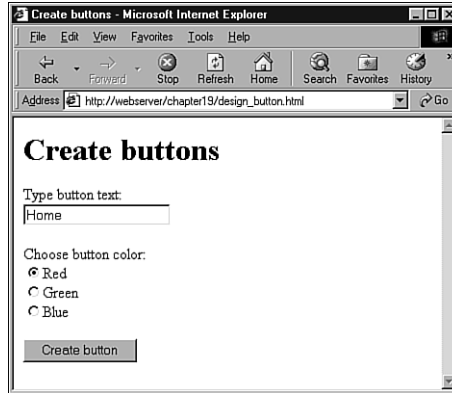 Create buttons - Microsoft Internet Explorer
File Edit View Favorites Tools Help
Back Forward Stop Refresh Home Search Favorites History
Address http://webserver/chapter19/design_button.html Go
Create buttons
Type button text:
Home
Choose button color:
Red
Green
Blue
Create button